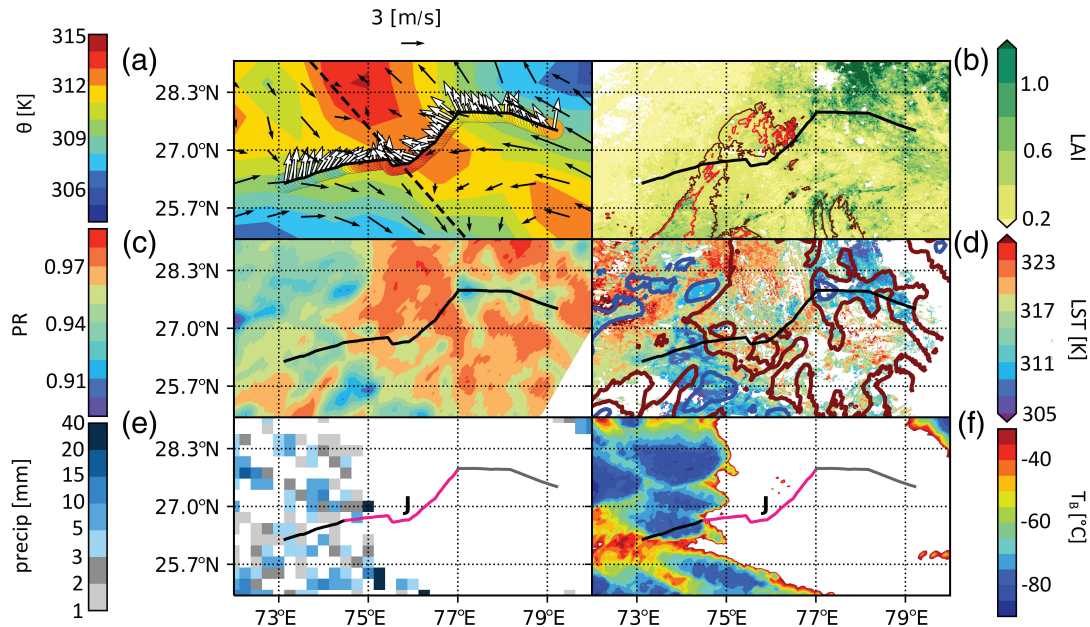 3 [m/s]
315
312
309
306
θ [K]
(a)
28.3°N
27.0°N
25.7°N
(b)
1.0
0.6
0.2
LAI
0.97
0.94
0.91
PR
(c)
28.3°N
27.0°N
25.7°N
(d)
323
317
311
305
LST [K]
40
20
15
10
5
3
2
1
precip [mm]
(e)
28.3°N
27.0°N
25.7°N
J
J
(f)
-40
-60
-80
TB [°C]
73°E 75°E 77°E 79°E 73°E 75°E 77°E 79°E